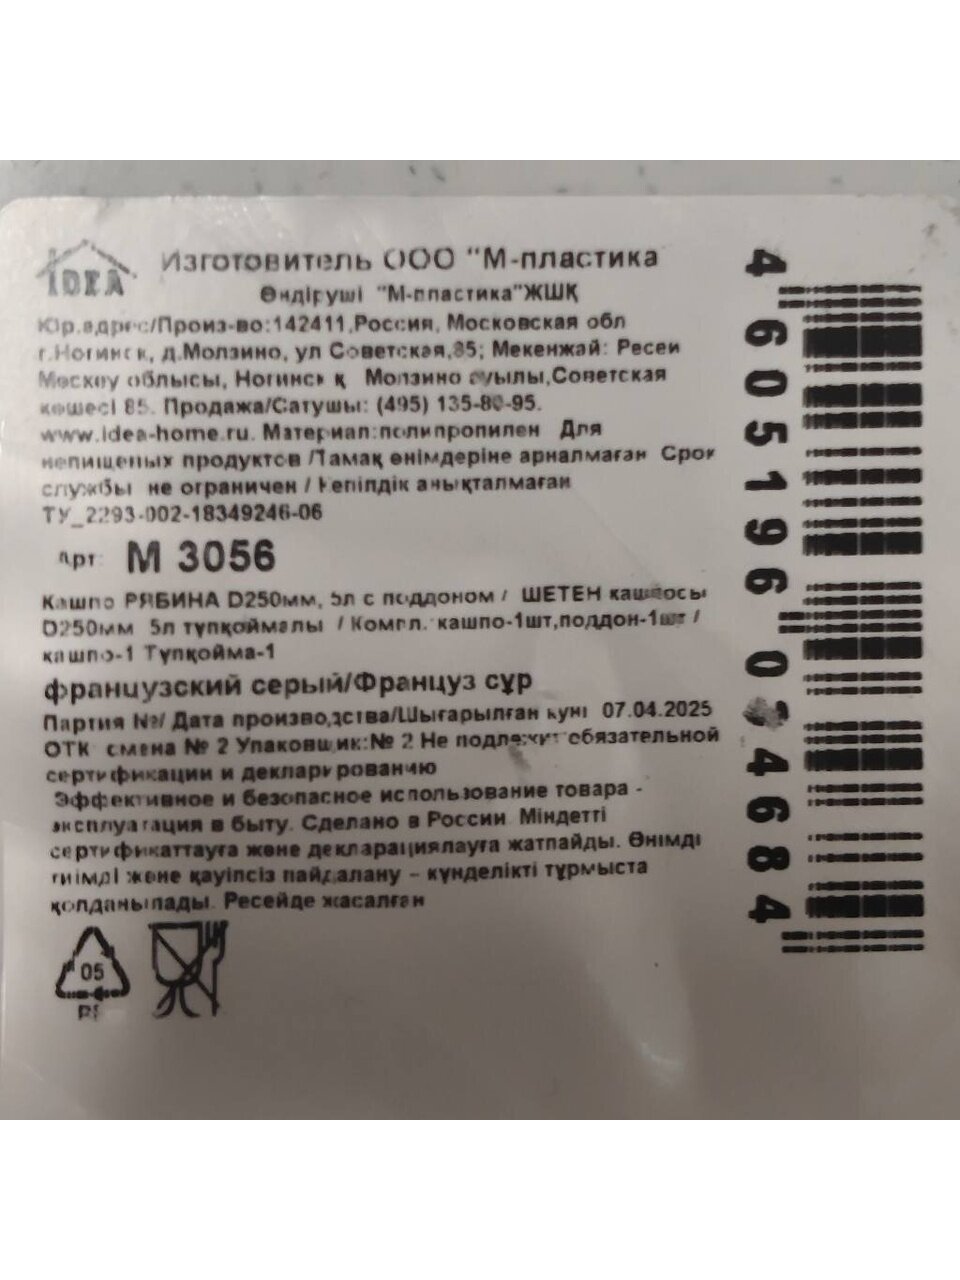 IDEA
Изготовитель ООО "М-пластика
Өндіруші "М-пластика"ЖШҚ
Юр.адрес/Произ-во:142411,Россия, Московская обл
г.Ногинск, д.Молзино, ул Советская,85; Мекенжай: Ресей
Москву облысы, Ногинск қ Молзино ауылы,Советская
көшесі 85. Продажа/Сатушы: (495) 135-80-95.
www.idea-home.ru. Материал:полипропилен Для
непищевых продуктов /Тамақ өнімдеріне арналмаған Срок
службы не ограничен / Кепілдік анықталмаған
ТУ_2293-002-18349246-06
Арт: М 3056
Кашпо РЯБИНА D250мм, 5л с поддоном / ШЕТЕН кашпосы
D250мм 5л тұпқоймалы / Компл. кашпо-1шт,поддон-1шт /
кашпо-1 Тұпқойма-1
французский серый/Француз сұр
Партия №/ Дата производства/Шығарылған күні 07.04.2025
ОТК смена № 2 Упаковщик:№ 2 Не подлежит обязательной
сертификации и декларированию
Эффективное и безопасное использование товара -
эксплуатация в быту. Сделано в России Міндетті
сертификаттауға және декларациялауға жатпайды. Өнімді
тиімді және қауіпсіз пайдалану – күнделікті тұрмыста
қолданылады. Ресейде жасалған
05
4 605196 0 4684